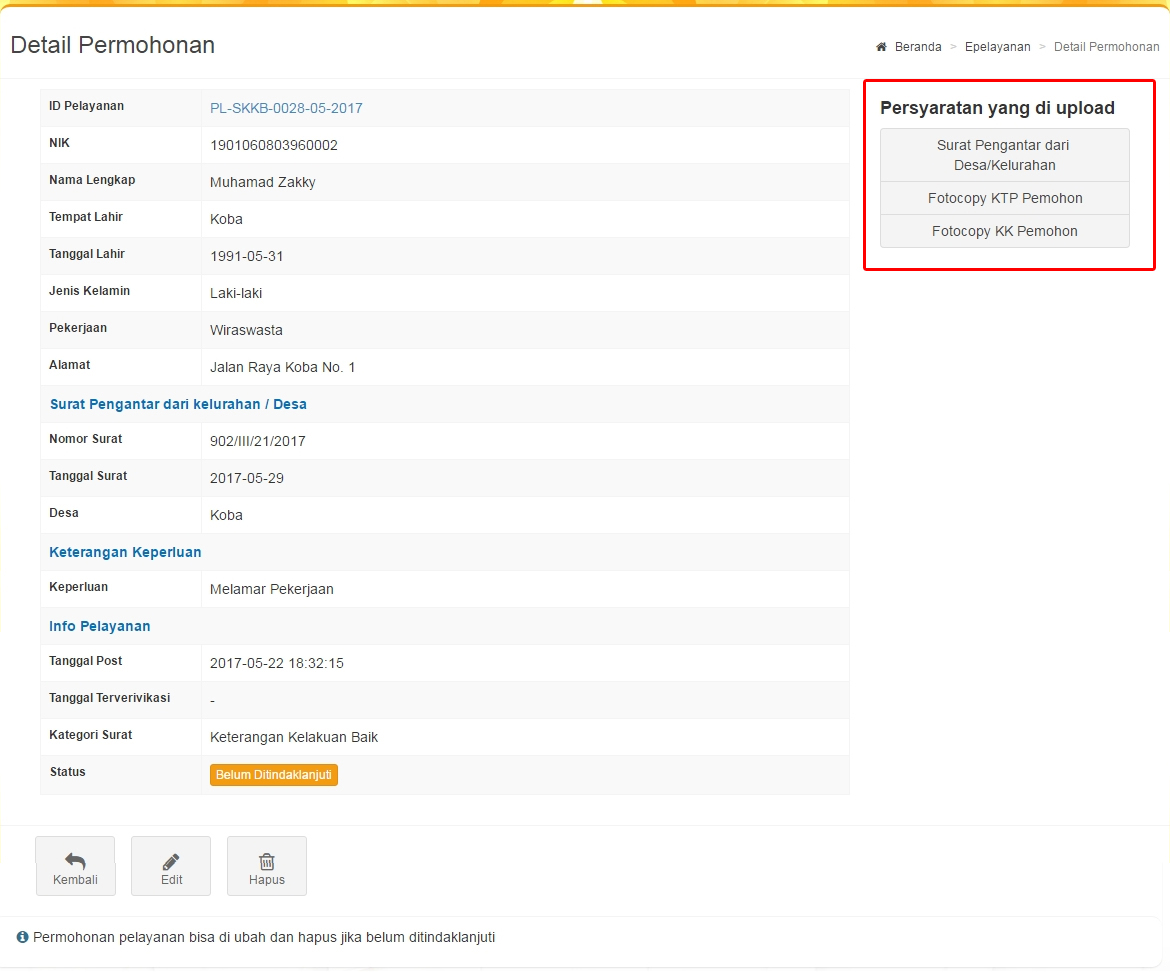 Detail Permohonan
Beranda > Epelayanan > Detail Permohonan
ID Pelayanan PL-SKKB-0028-05-2017
NIK 1901060803960002
Nama Lengkap Muhamad Zakky
Tempat Lahir Koba
Tanggal Lahir 1991-05-31
Jenis Kelamin Laki-laki
Pekerjaan Wiraswasta
Alamat Jalan Raya Koba No. 1
Surat Pengantar dari kelurahan / Desa
Nomor Surat 902/III/21/2017
Tanggal Surat 2017-05-29
Desa Koba
Keterangan Keperluan
Keperluan Melamar Pekerjaan
Info Pelayanan
Tanggal Post 2017-05-22 18:32:15
Tanggal Terverivikasi -
Kategori Surat Keterangan Kelakuan Baik
Status Belum Ditindaklanjuti
Persyaratan yang di upload
Surat Pengantar dari
Desa/Kelurahan
Fotocopy KTP Pemohon
Fotocopy KK Pemohon
Kembali Edit Hapus
Permohonan pelayanan bisa di ubah dan hapus jika belum ditindaklanjuti